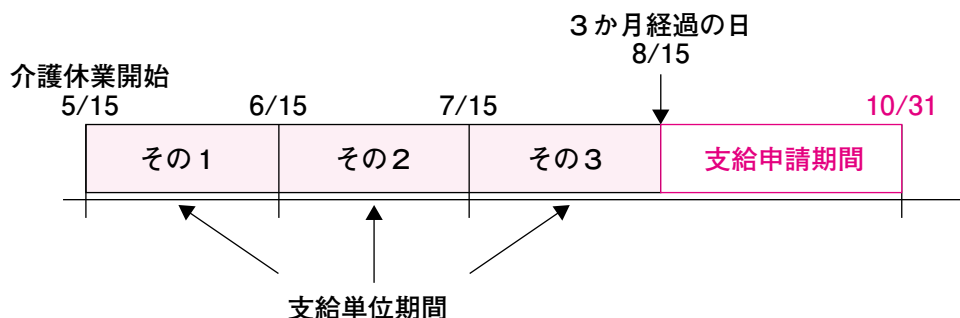 3か月経過の日
8/15
介護休業開始
5/15
6/15
7/15
10/31
その1
その2
その3
支給申請期間
支給単位期間